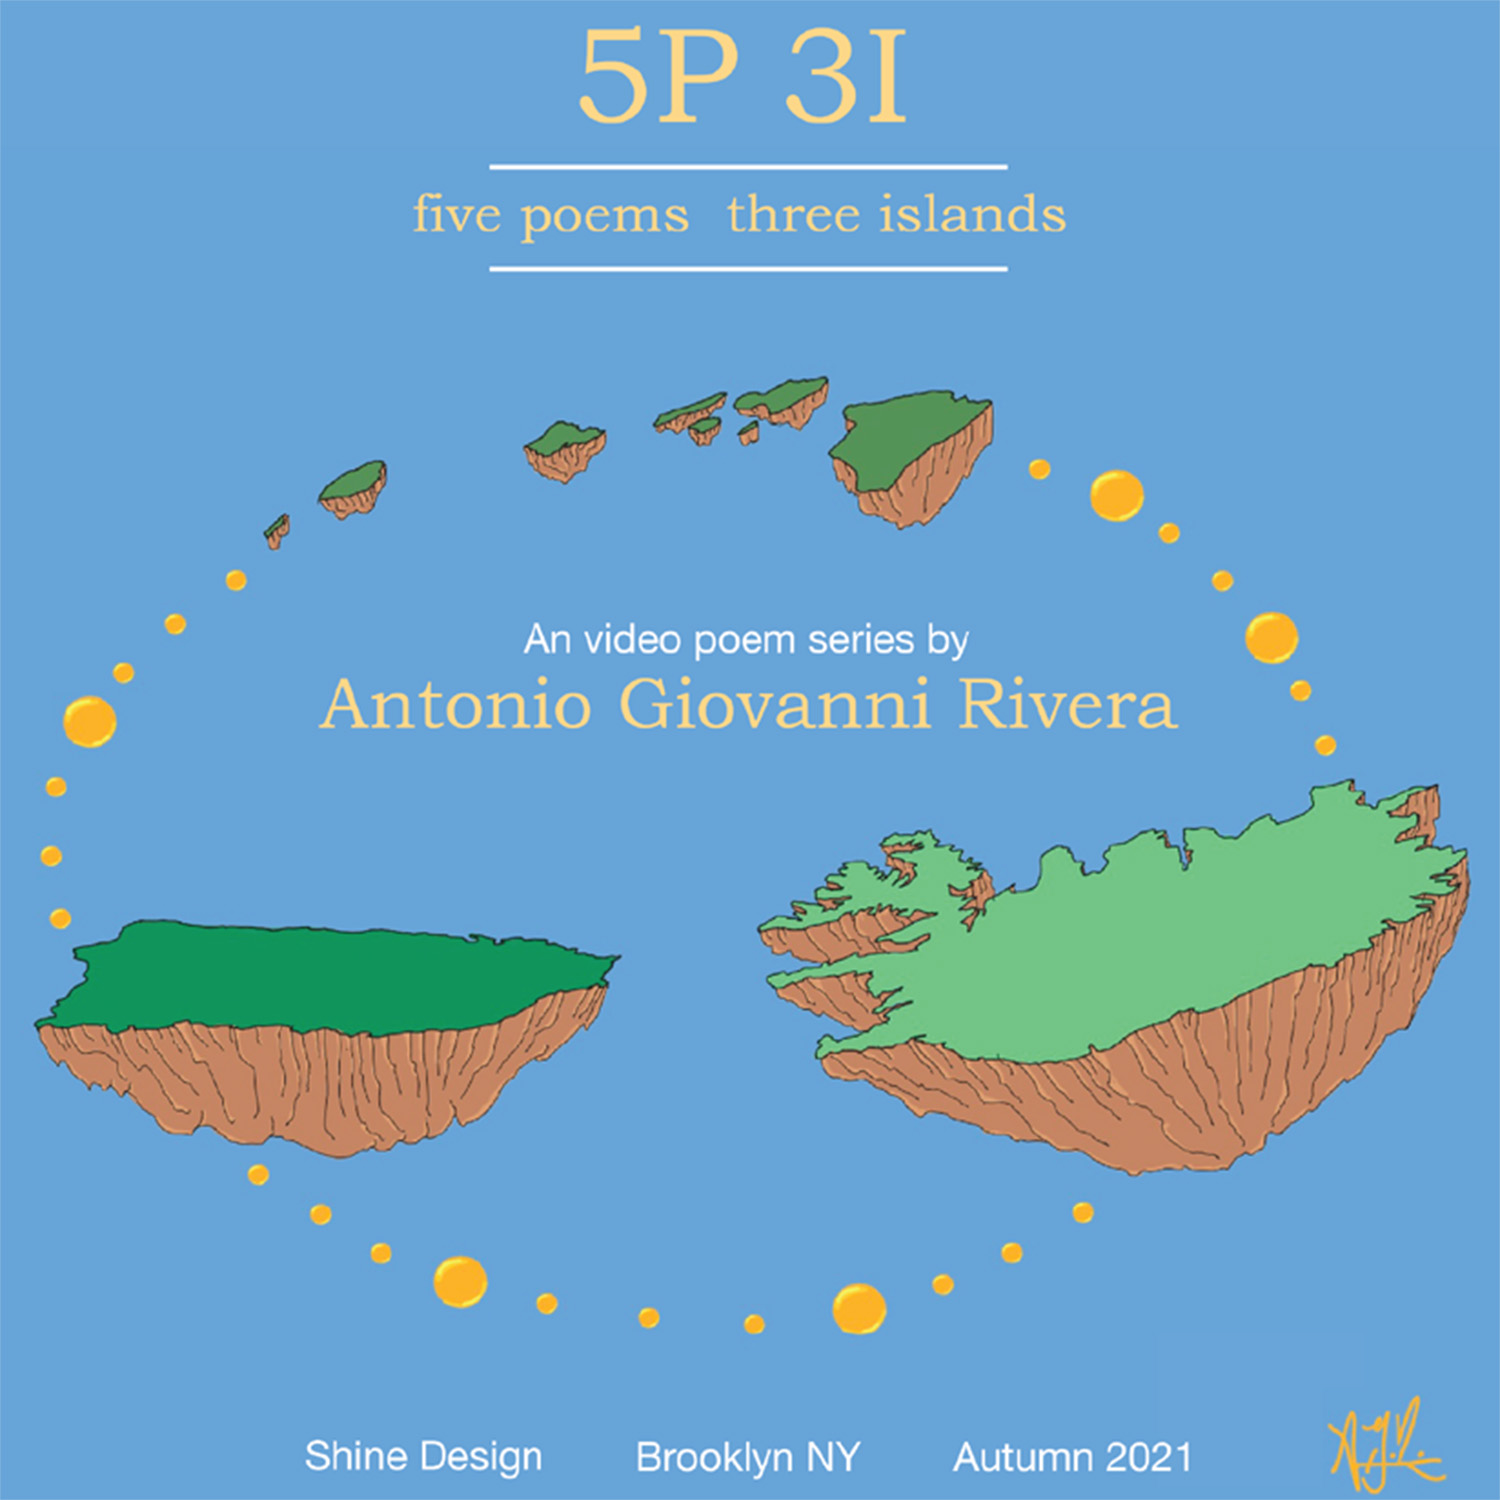 5P 3I
five poems three islands
An video poem series by
Antonio Giovanni Rivera
Shine Design Brooklyn NY Autumn 2021